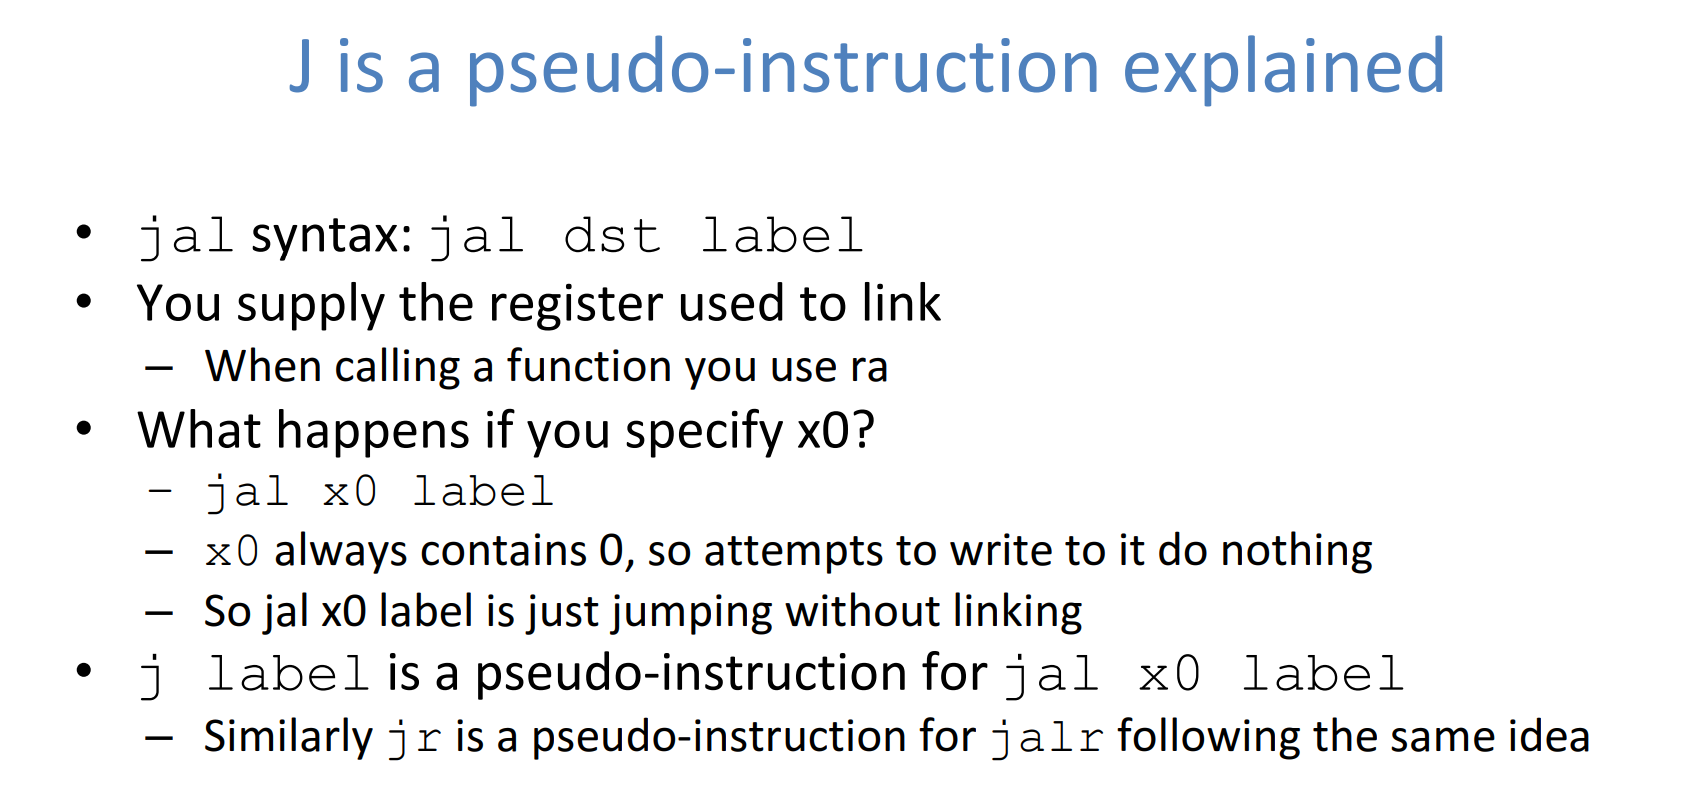 J is a pseudo-instruction explained
• jal syntax: jal dst label
• You supply the register used to link
– When calling a function you use ra
• What happens if you specify x0?
– jal x0 label
– x0 always contains 0, so attempts to write to it do nothing
– So jal x0 label is just jumping without linking
• j label is a pseudo-instruction for jal x0 label
– Similarly jr is a pseudo-instruction for jalr following the same idea